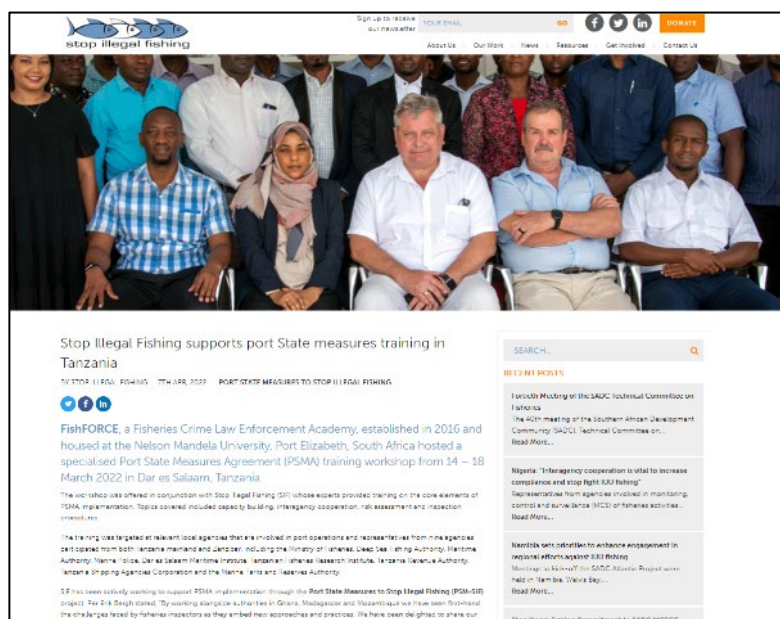 stop illegal fishing
Sign up to receive
our newsletter
YOUR EMAIL
GO
DONATE
About Us
Our Work
News
Resources
Get Involved
Contact Us
Stop Illegal Fishing supports port State measures training in
Tanzania
BY STOP ILLEGAL FISHING 7TH APR, 2022 PORT STATE MEASURES TO STOP ILLEGAL FISHING
FishFORCE, a Fisheries Crime Law Enforcement Academy, established in 2016 and
housed at the Nelson Mandela University, Port Elizabeth, South Africa hosted a
specialised Port State Measures Agreement (PSMA) training workshop from 14 – 18
March 2022 in Dar es Salaam, Tanzania.
The workshop was offered in conjunction with Stop Illegal Fishing (SIF) whose experts provided training on the core elements of
PSMA implementation. Topics covered included capacity building, interagency cooperation, risk assessment and inspection
procedures.
The training was targeted at relevant local agencies that are involved in port operations and representatives from nine agencies
participated from both Tanzania mainland and Zanzibar, including the Ministry of Fisheries, Deep Sea Fishing Authority, Maritime
Authority, Marine Police, Dar es Salaam Maritime Institute, Tanzanian Fisheries Research Institute, Tanzania Revenue Authority,
Tanzania Shipping Agencies Corporation and the Marine Parks and Reserves Authority.
SIF has been actively working to support PSMA implementation through the Port State Measures to Stop Illegal Fishing (PSM-SIF)
project. Per Erik Bergh stated, "By working alongside authorities in Ghana, Madagascar and Mozambique we have seen first-hand
the challenges faced by fisheries inspectors as they embed new approaches and practices. We have been delighted to share our
SEARCH...
RECENT POSTS
Fortieth Meeting of the SADC Technical Committee on
Fisheries
The 40th meeting of the Southern African Development
Community (SADC), Technical Committee on...
Read More...
Nigeria: "Interagency cooperation is vital to increase
compliance and stop fight IUU fishing"
Representatives from agencies involved in monitoring,
control and surveillance (MCS) of fisheries activities...
Read More...
Namibia sets priorities to enhance engagement in
regional efforts against IUU fishing
Meetings to kick-off the SADC Atlantic Project were
held in Namibia, Walvis Bay,...
Read More...